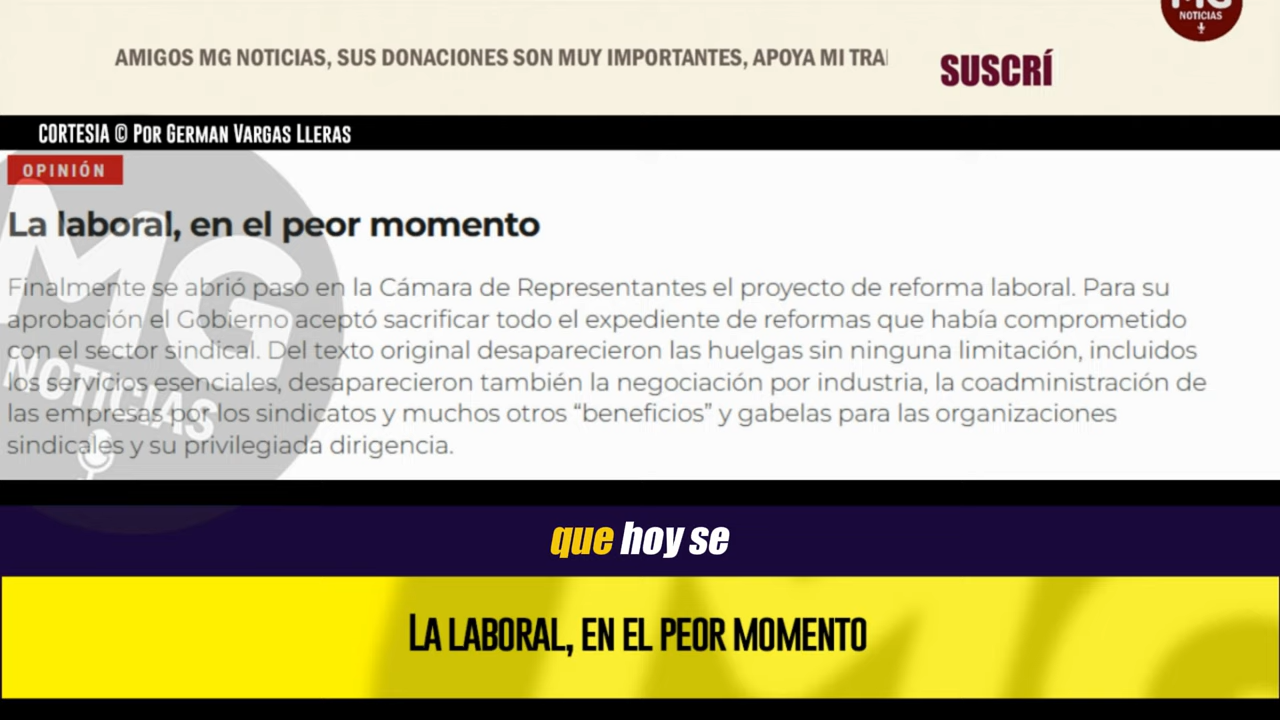 MG
NOTICIAS
AMIGOS MG NOTICIAS, SUS DONACIONES SON MUY IMPORTANTES, APOYA MI TRA
SUSCRÍ
CORTESIA © POR GERMAN VARGAS LLERAS
OPINIÓN
La laboral, en el peor momento
Finalmente se abrió paso en la Cámara de Representantes el proyecto de reforma laboral. Para su
aprobación el Gobierno aceptó sacrificar todo el expediente de reformas que había comprometido
con el sector sindical. Del texto original desaparecieron las huelgas sin ninguna limitación, incluidos
los servicios esenciales, desaparecieron también la negociación por industria, la coadministración de
las empresas por los sindicatos y muchos otros “beneficios” y gabelas para las organizaciones
sindicales y su privilegiada dirigencia.
MG
NOTICIAS
que hoy se
LA LABORAL, EN EL PEOR MOMENTO